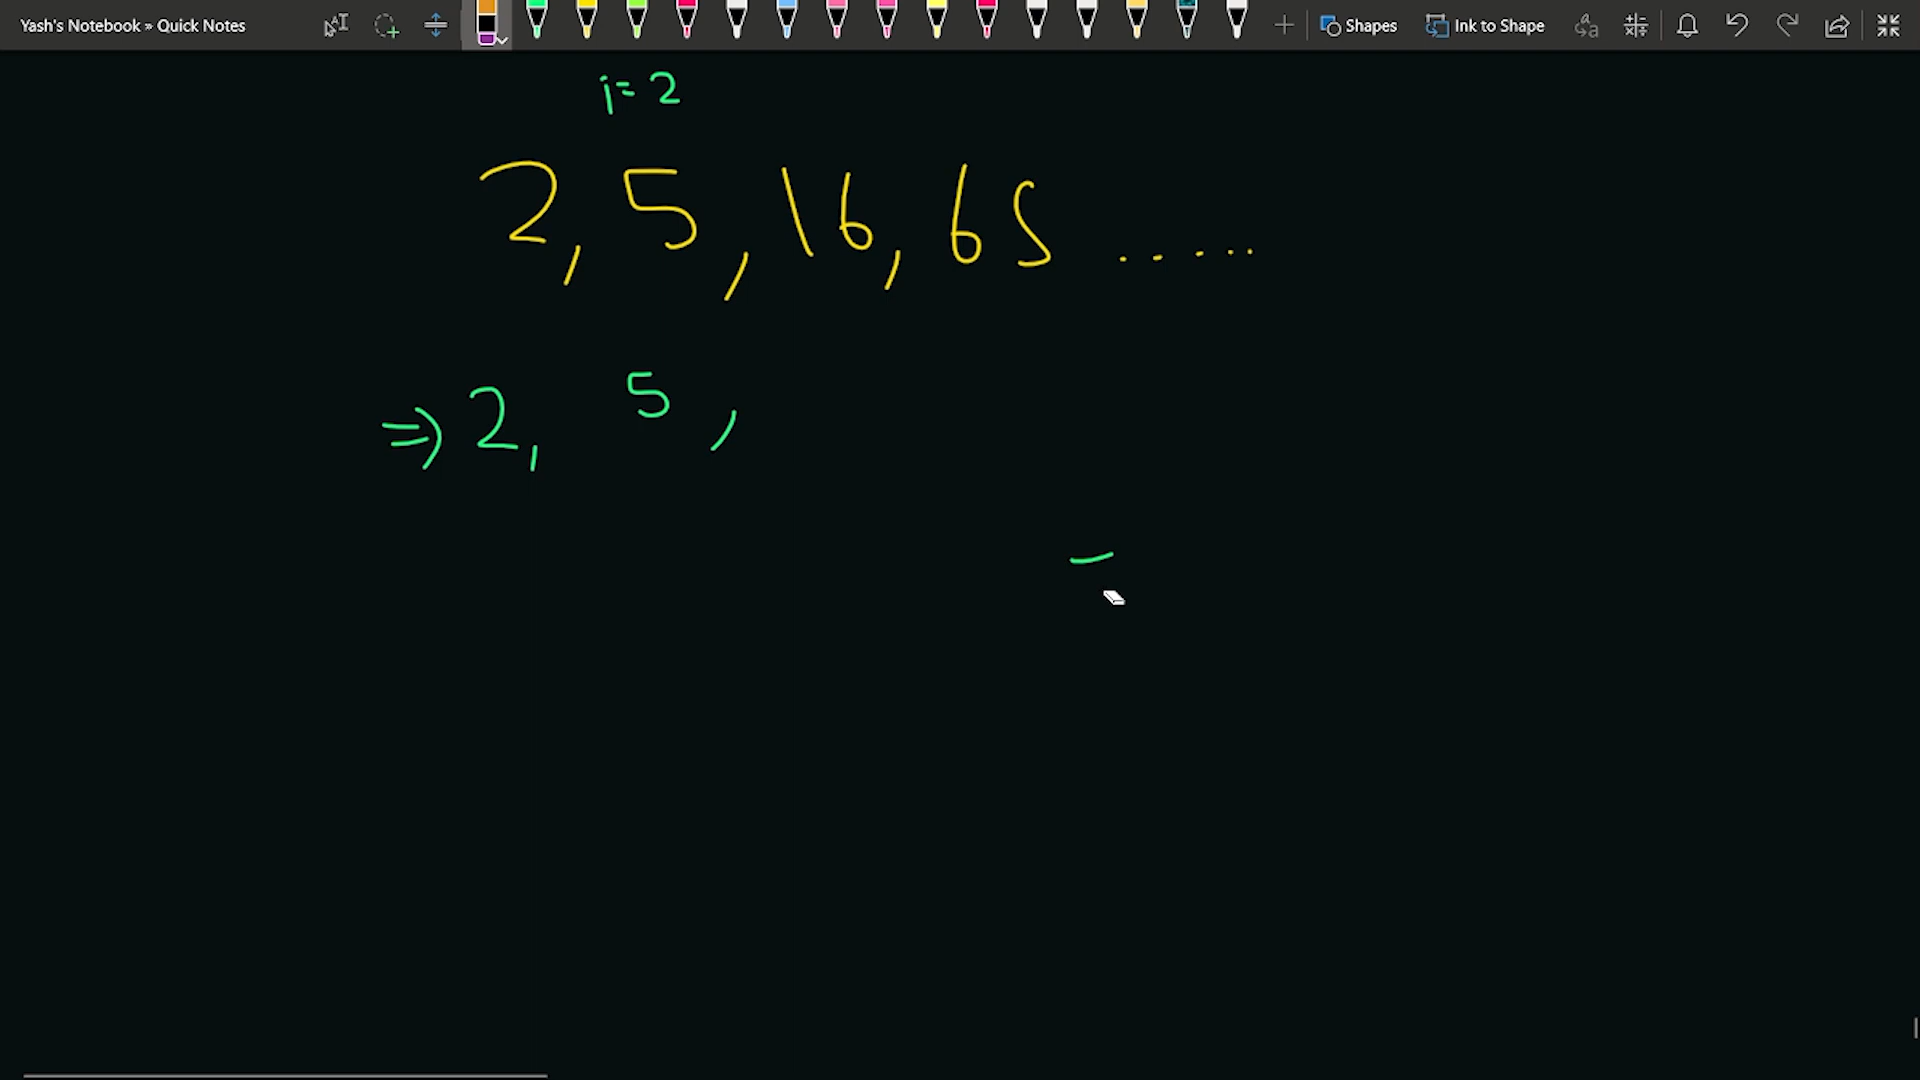 Yash's Notebook » Quick Notes Shapes Ink to Shape
i=2
2, 5, 16, 65 .....
=> 2, 5,
-